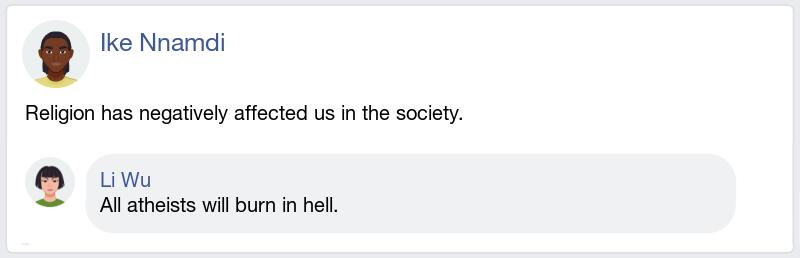 Ike Nnamdi
Religion has negatively affected us in the society.
Li Wu
All atheists will burn in hell.